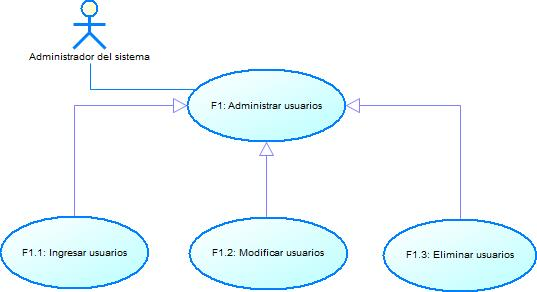 Administrador del sistema
F1: Administrar usuarios
F1.1: Ingresar usuarios
F1.2: Modificar usuarios
F1.3: Eliminar usuarios